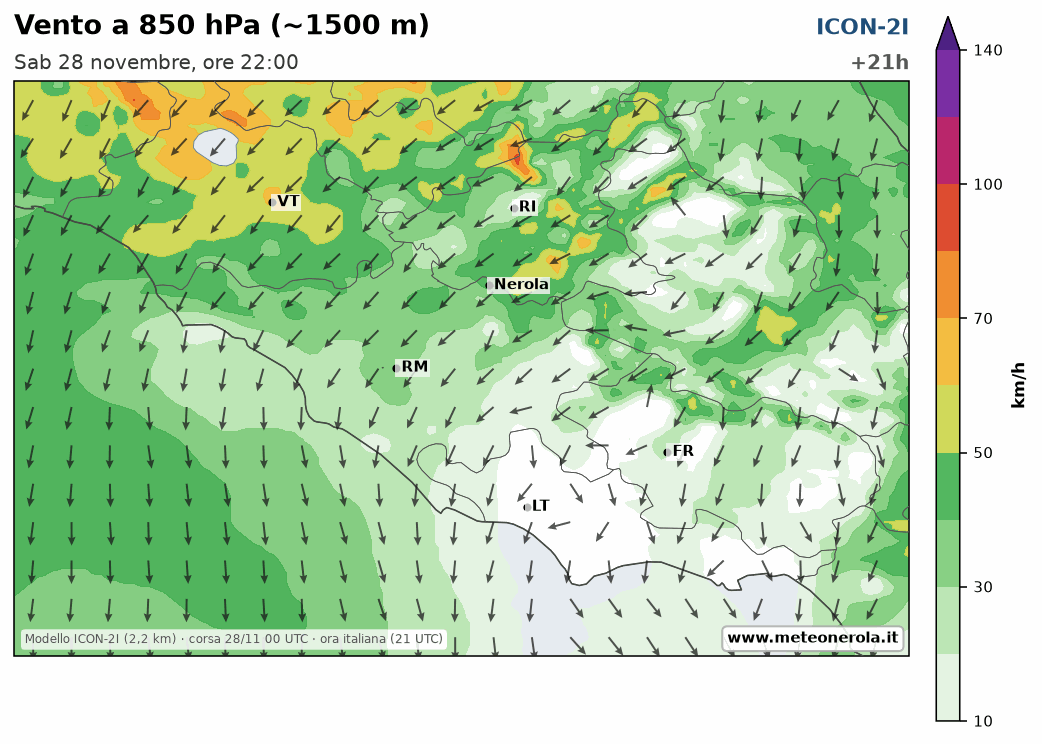 Vento a 850 hPa (~1500 m)
ICON-2I
Sab 28 novembre, ore 22:00
+21h
140
100
70
50
30
10
km/h
VT
RI
Nerola
RM
FR
LT
Modello ICON-2I (2,2 km) · corsa 28/11 00 UTC · ora italiana (21 UTC)
www.meteonerola.it